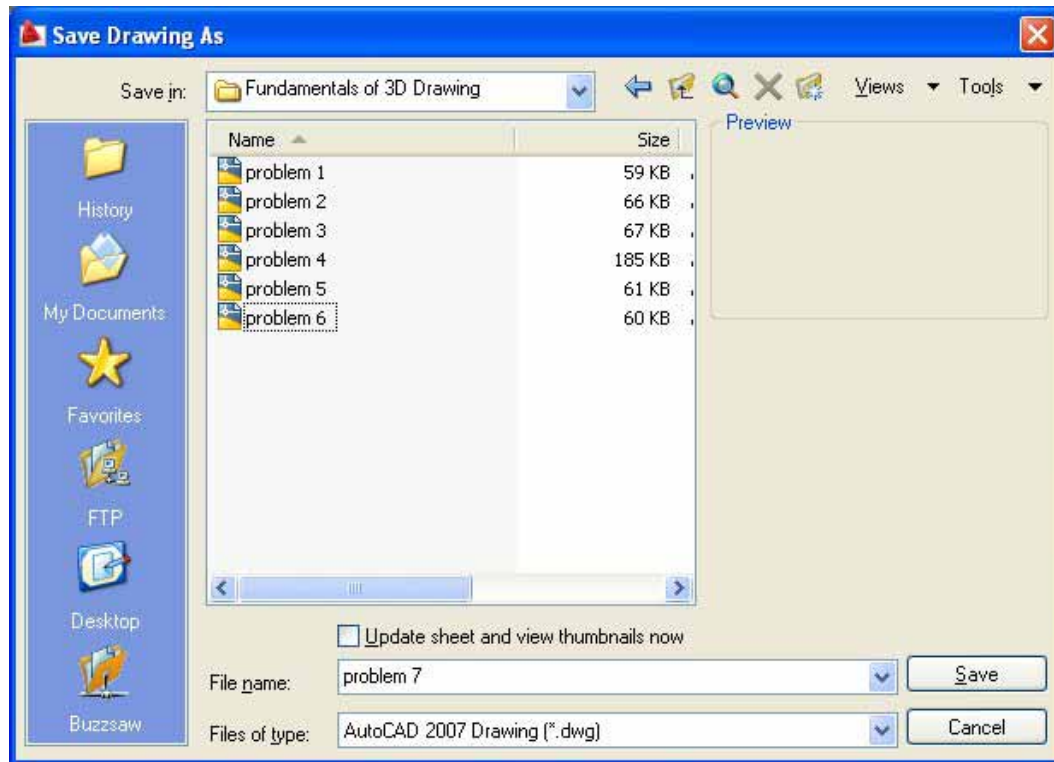 Save Drawing As
Save in: Fundamentals of 3D Drawing Views Tools
History
My Documents
Favorites
FTP
Desktop
Buzzsaw
Name Size
problem 1 59 KB
problem 2 66 KB
problem 3 67 KB
problem 4 185 KB
problem 5 61 KB
problem 6 60 KB
Preview
Update sheet and view thumbnails now
File name: problem 7 Save
Files of type: AutoCAD 2007 Drawing (*.dwg) Cancel